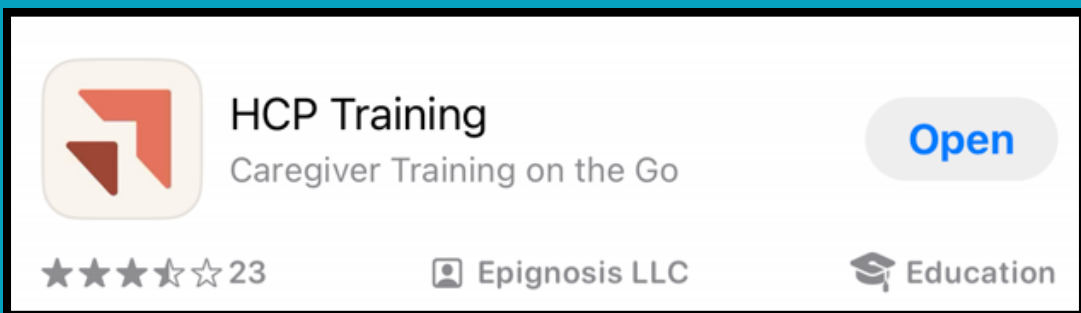 HCP Training
Caregiver Training on the Go
Open
23
Epignosis LLC
Education